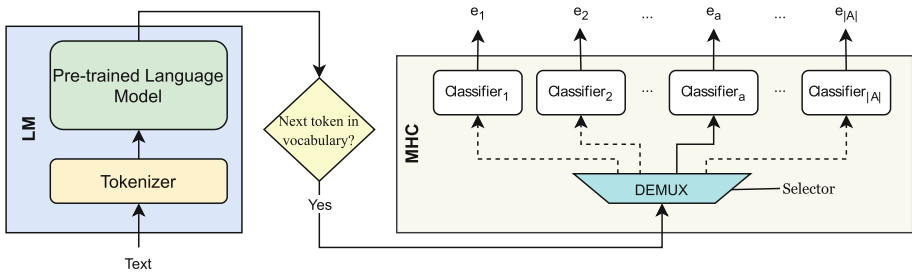 e1 e2 ... ea ... e|A|
Pre-trained Language
Model
LM
Tokenizer
Text
Next token in
vocabulary?
Yes
MHC
Classifier1 Classifier2 ... Classifiera ... Classifier|A|
DEMUX
Selector